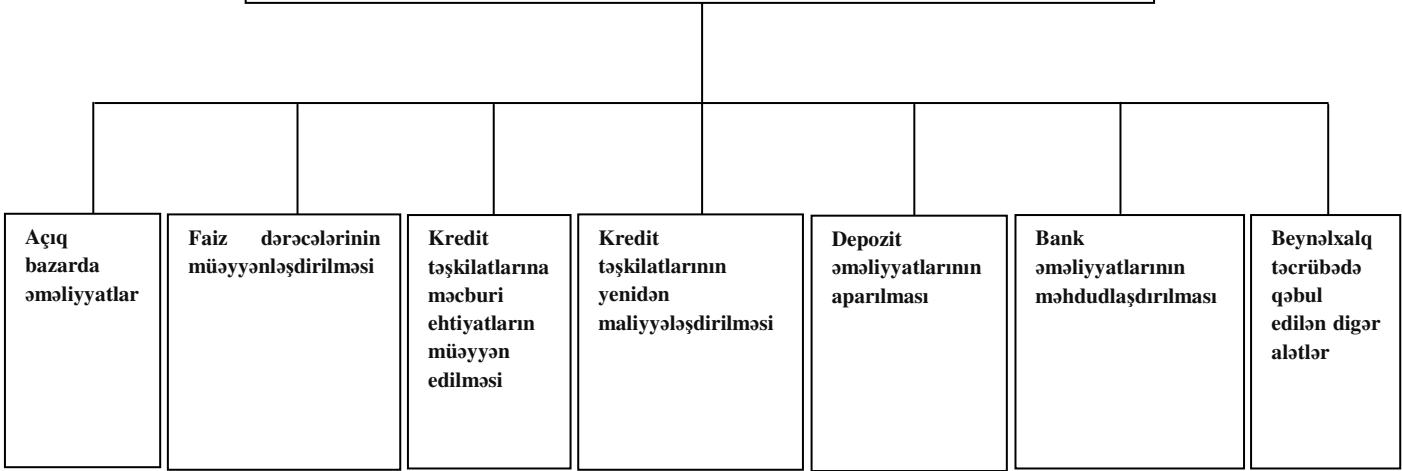 Açıq
bazarda
əməliyyatlar
Faiz dərəcələrinin
müəyyənləşdirilməsi
Kredit
təşkilatlarına
məcburi
ehtiyatların
müəyyən
edilməsi
Kredit
təşkilatlarının
yenidən
maliyyələşdirilməsi
Depozit
əməliyyatlarının
aparılması
Bank
əməliyyatlarının
məhdudlaşdırılması
Beynəlxalq
təcrübədə
qəbul
edilən digər
alətlər